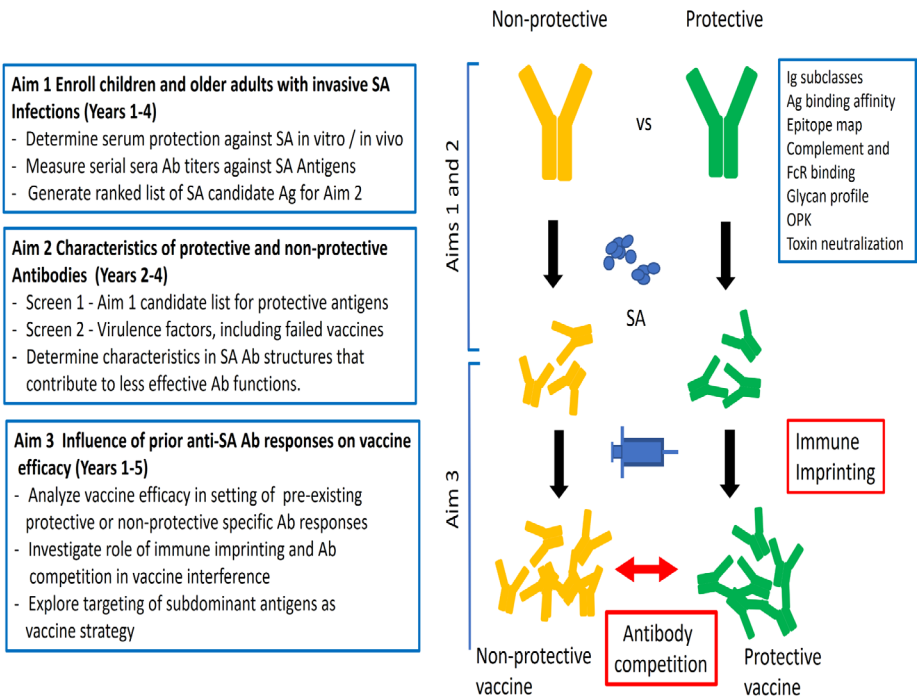 Non-protective
Protective
Aim 1 Enroll children and older adults with invasive SA
Infections (Years 1-4)
- Determine serum protection against SA in vitro / in vivo
- Measure serial sera Ab titers against SA Antigens
- Generate ranked list of SA candidate Ag for Aim 2
Aim 2 Characteristics of protective and non-protective
Antibodies (Years 2-4)
- Screen 1 - Aim 1 candidate list for protective antigens
- Screen 2 - Virulence factors, including failed vaccines
- Determine characteristics in SA Ab structures that
contribute to less effective Ab functions.
Aim 3 Influence of prior anti-SA Ab responses on vaccine
efficacy (Years 1-5)
- Analyze vaccine efficacy in setting of pre-existing
protective or non-protective specific Ab responses
- Investigate role of immune imprinting and Ab
competition in vaccine interference
- Explore targeting of subdominant antigens as
vaccine strategy
Aims 1 and 2
Aim 3
vs
SA
Ig subclasses
Ag binding affinity
Epitope map
Complement and
FcR binding
Glycan profile
OPK
Toxin neutralization
Immune
Imprinting
Antibody
competition
Non-protective
vaccine
Protective
vaccine